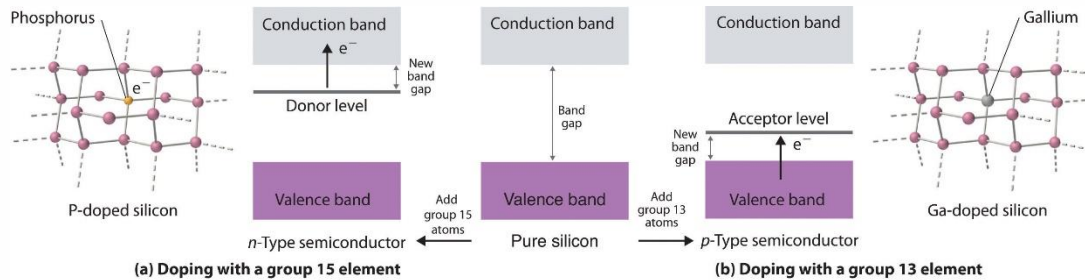 Phosphorus
e⁻
P-doped silicon
Conduction band
e⁻
New
band
gap
Donor level
Valence band
n-Type semiconductor
Add
group 15
atoms
(a) Doping with a group 15 element
Conduction band
Band
gap
Valence band
Pure silicon
Add
group 13
atoms
Conduction band
Acceptor level
New
band
gap
e⁻
Valence band
p-Type semiconductor
Gallium
Ga-doped silicon
(b) Doping with a group 13 element